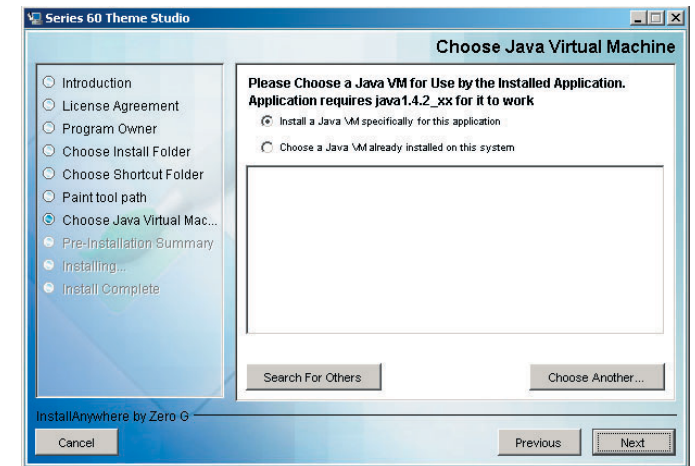 Series 60 Theme Studio
Choose Java Virtual Machine
Introduction
License Agreement
Program Owner
Choose Install Folder
Choose Shortcut Folder
Paint tool path
Choose Java Virtual Mac...
Pre-Installation Summary
Installing...
Install Complete
Please Choose a Java VM for Use by the Installed Application.
Application requires java1.4.2_xx for it to work
Install a Java VM specifically for this application
Choose a Java VM already installed on this system
Search For Others
Choose Another...
InstallAnywhere by Zero G
Cancel
Previous
Next